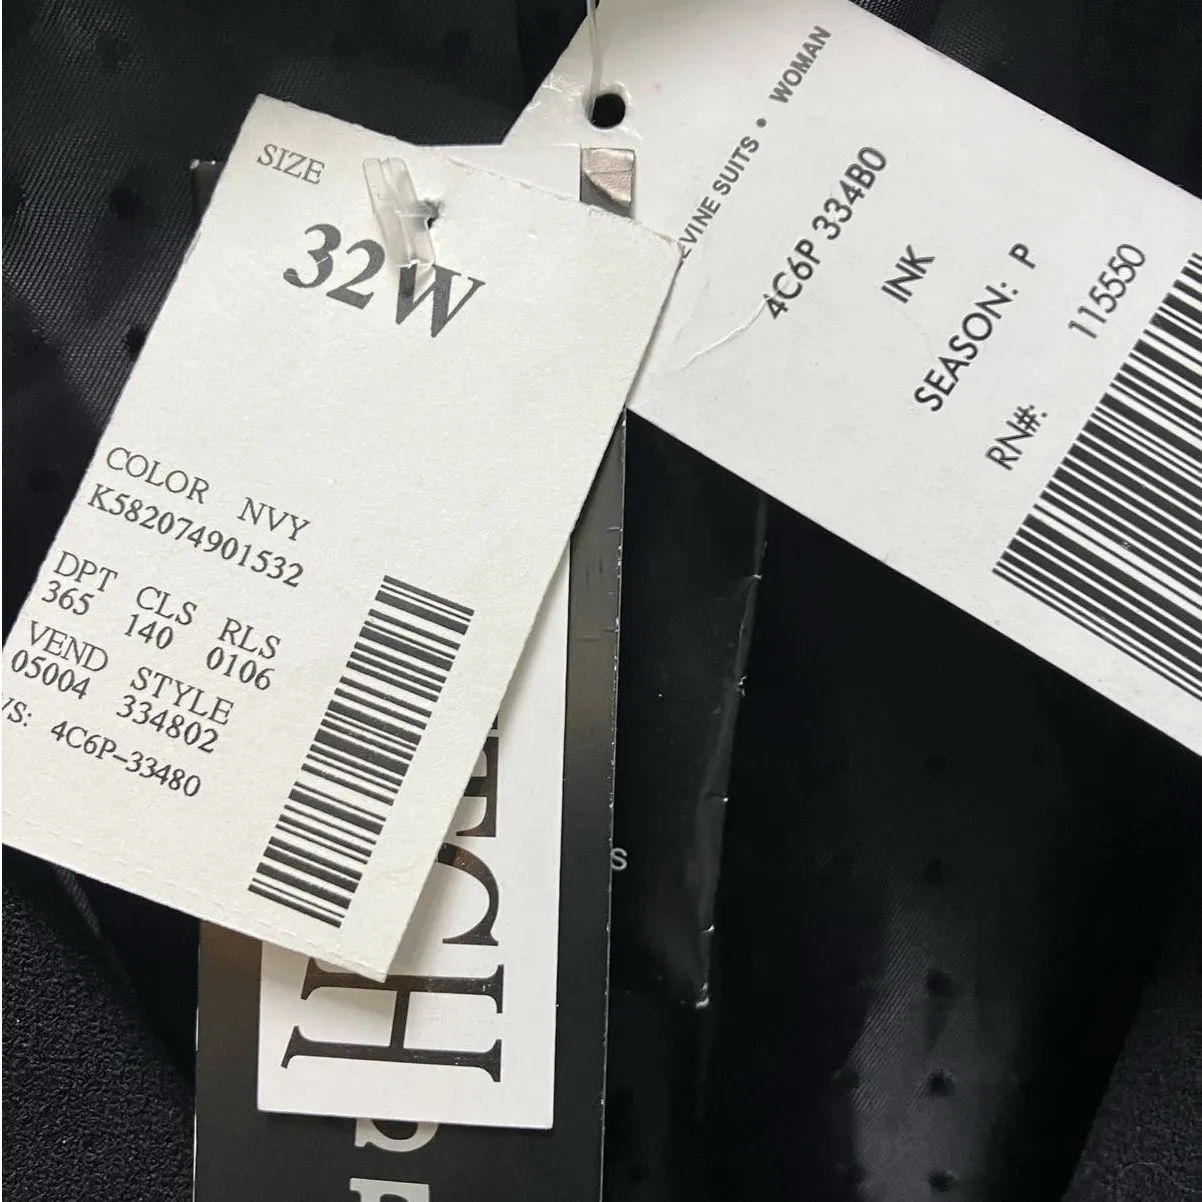 SIZE
32W
COLOR NVY
K582074901532
DPT CLS RLS
365 140 0106
VEND STYLE
05004 334802
VS: 4C6P-33480
EVINE SUITS • WOMAN
4C6P 334B0
INK
SEASON: P
RN#: 115550
TCH
S